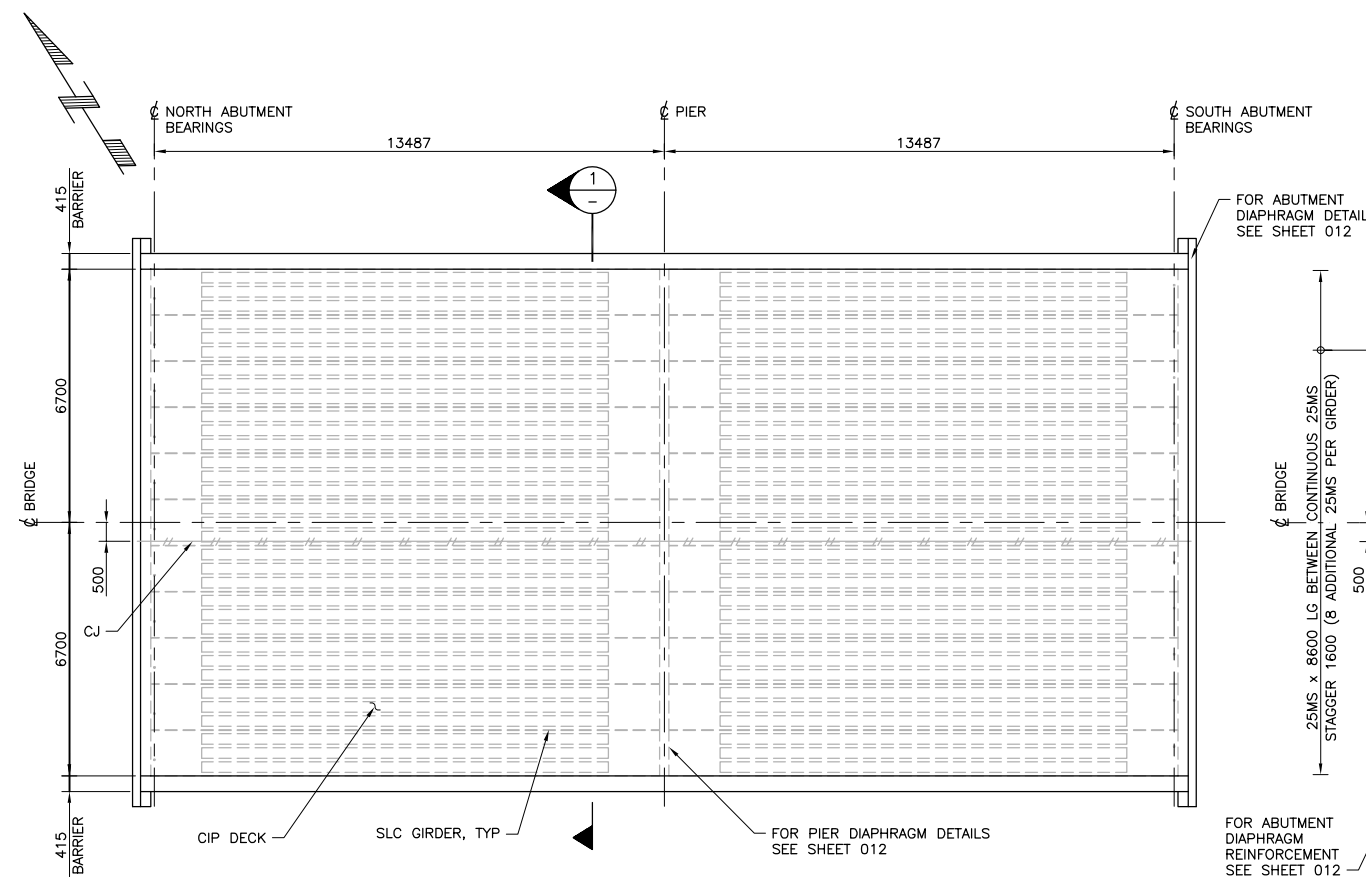 ℄ NORTH ABUTMENT
BEARINGS
℄ PIER
℄ SOUTH ABUTMENT
BEARINGS
13487
13487
415
BARRIER
1
-
FOR ABUTMENT
DIAPHRAGM DETAIL
SEE SHEET 012
6700
℄ BRIDGE
500
CJ
6700
415
BARRIER
CIP DECK
SLC GIRDER, TYP
FOR PIER DIAPHRAGM DETAILS
SEE SHEET 012
℄ BRIDGE
25MS x 8600 LG BETWEEN CONTINUOUS 25MS
STAGGER 1600 (8 ADDITIONAL 25MS PER GIRDER)
500
FOR ABUTMENT
DIAPHRAGM
REINFORCEMENT
SEE SHEET 012